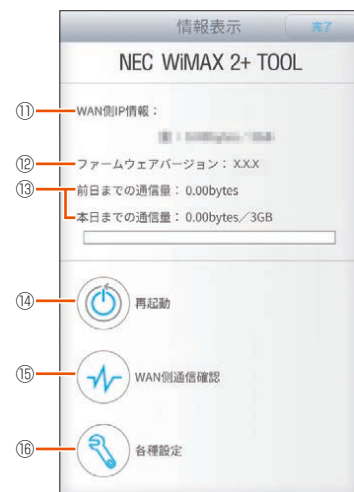 情報表示
完了
NEC WiMAX 2+ TOOL
⑪ WAN側IP情報：
⑫ ファームウェアバージョン：X.X.X
⑬ 前日までの通信量：0.00bytes
本日までの通信量：0.00bytes／3GB
⑭ 再起動
⑮ WAN側通信確認
⑯ 各種設定